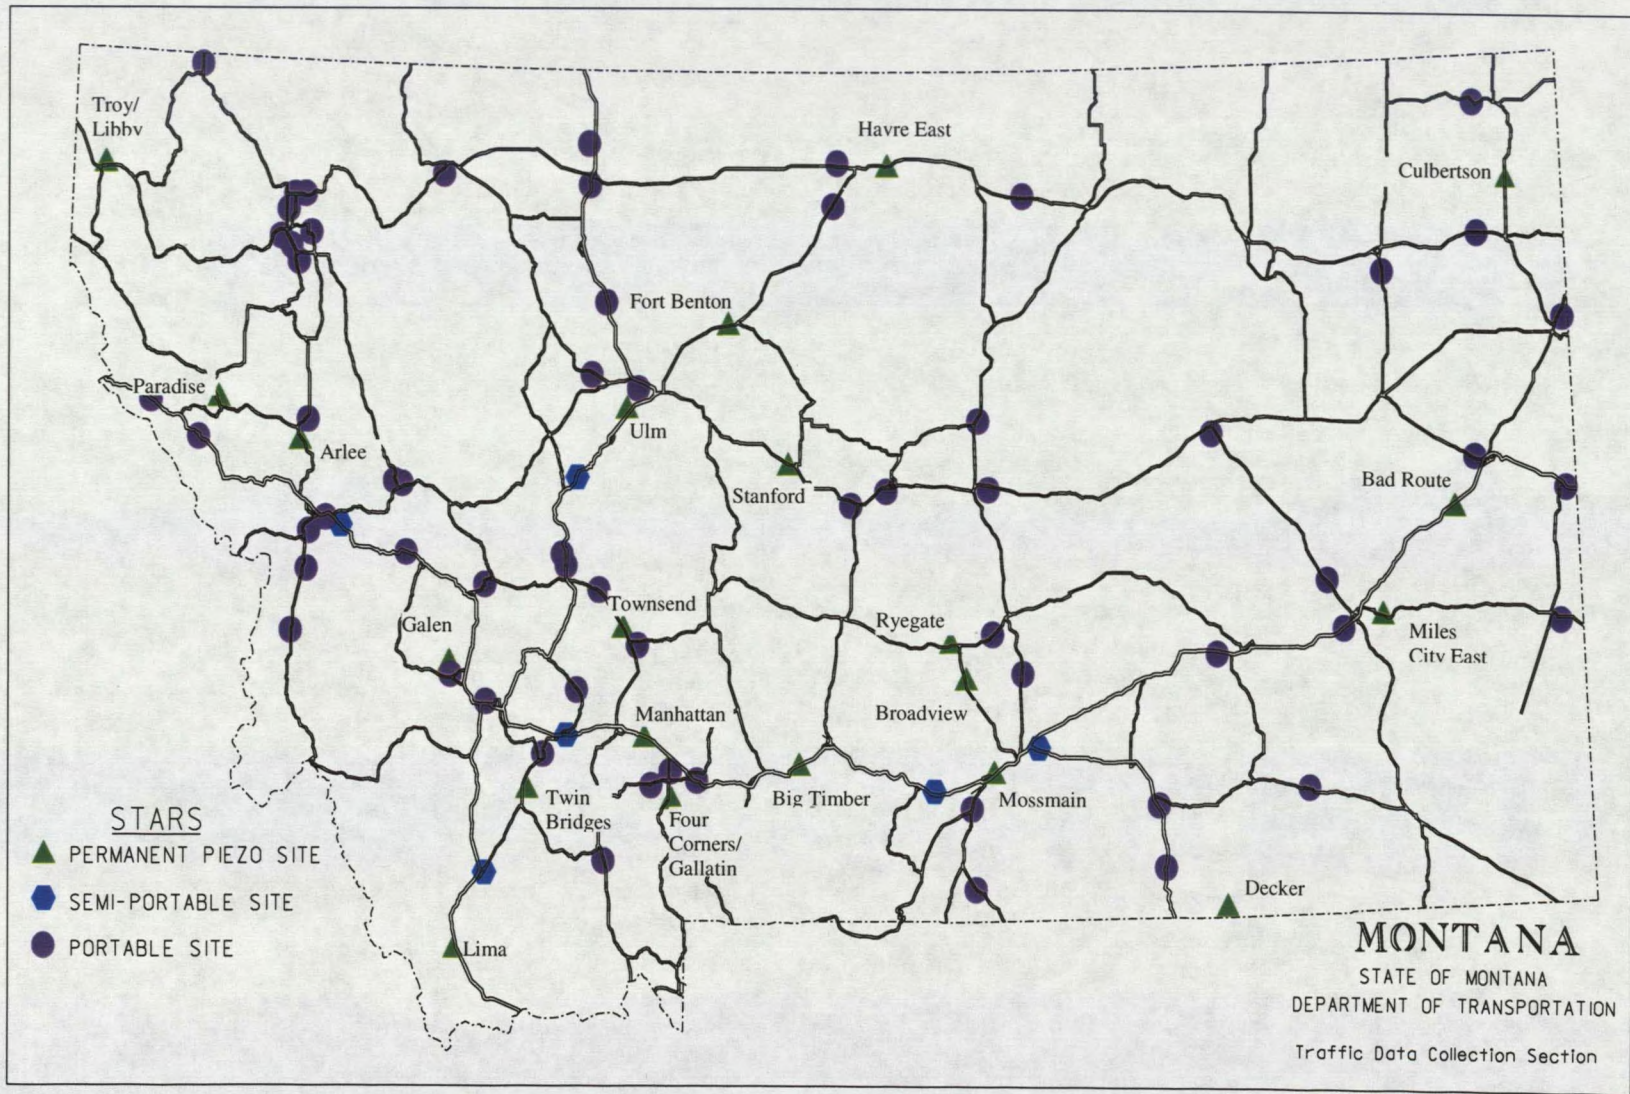 Troy/
Libby
Havre East
Culbertson
Fort Benton
Paradise
Ulm
Arlee
Stanford
Bad Route
Townsend
Galen
Ryegate
Miles
City East
Broadview
Manhattan
Big Timber
Mossmain
Twin
Bridges
Four
Corners/
Gallatin
Decker
Lima
STARS
PERMANENT PIEZO SITE
SEMI-PORTABLE SITE
PORTABLE SITE
MONTANA
STATE OF MONTANA
DEPARTMENT OF TRANSPORTATION
Traffic Data Collection Section